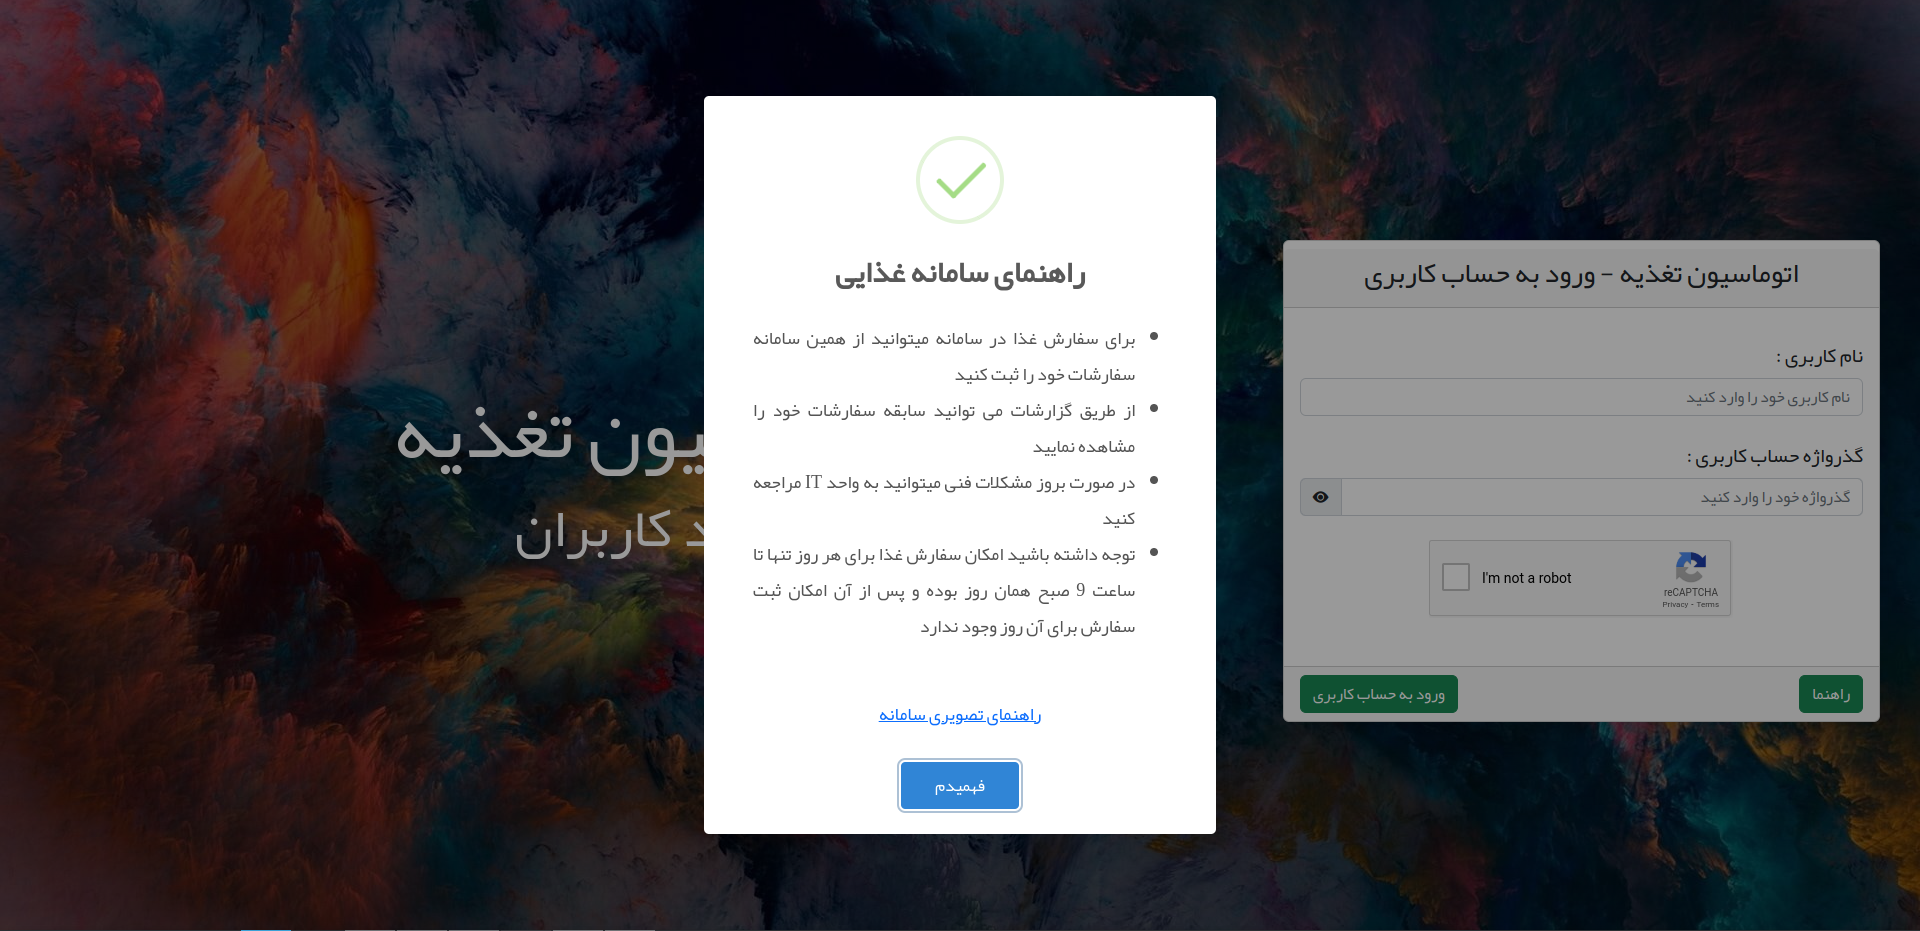 راهنمای سامانه غذایی
برای سفارش غذا در سامانه میتوانید از همین سامانه
سفارشات خود را ثبت کنید
از طریق گزارشات می توانید سابقه سفارشات خود را
مشاهده نمایید
در صورت بروز مشکلات فنی میتوانید به واحد IT مراجعه
کنید
توجه داشته باشید امکان سفارش غذا برای هر روز تنها تا
ساعت 9 صبح همان روز بوده و پس از آن امکان ثبت
سفارش برای آن روز وجود ندارد
راهنمای تصویری سامانه
فهمیدم
اتوماسیون تغذیه - ورود به حساب کاربری
نام کاربری :
نام کاربری خود را وارد کنید
گذرواژه حساب کاربری :
گذرواژه خود را وارد کنید
I'm not a robot
reCAPTCHA
Privacy - Terms
راهنما
ورود به حساب کاربری
تغذیه
کاربران